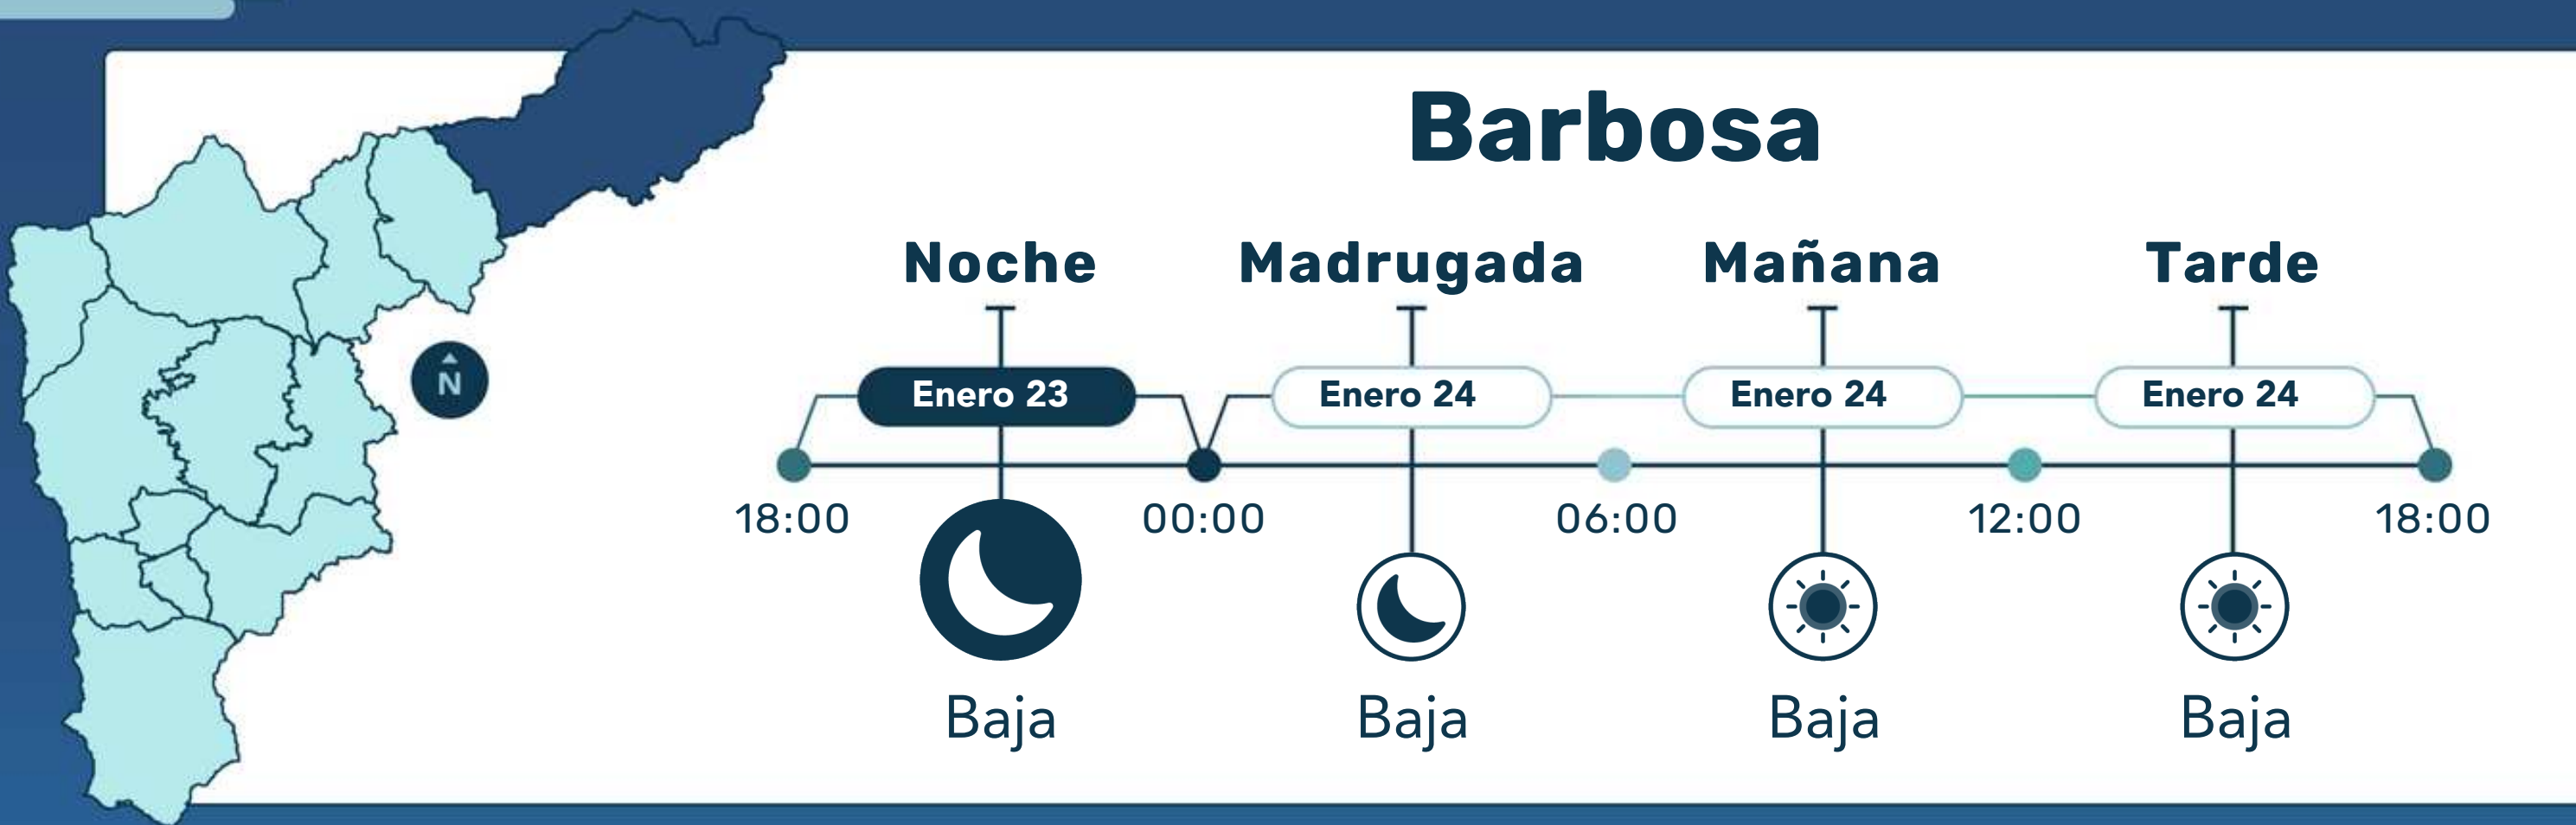 Barbosa
Noche Madrugada Mañana Tarde
Enero 23 Enero 24 Enero 24 Enero 24
N
18:00 00:00 06:00 12:00 18:00
Baja Baja Baja Baja